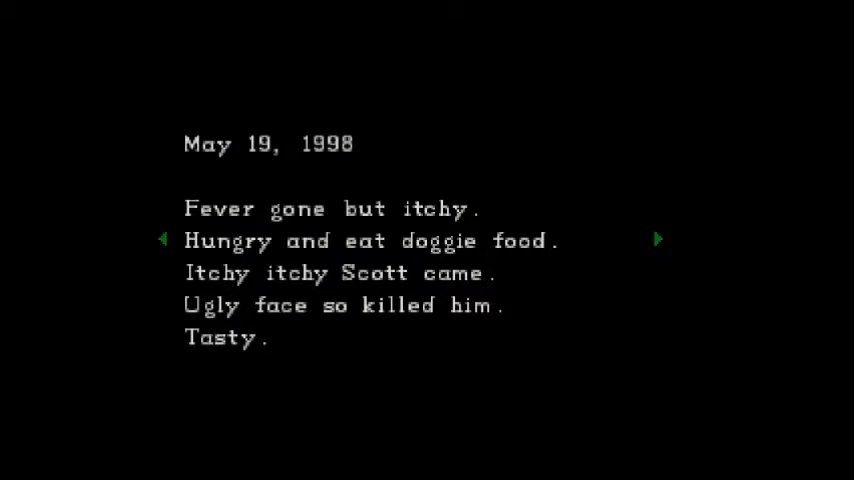 May 19, 1998
Fever gone but itchy.
Hungry and eat doggie food.
Itchy itchy Scott came.
Ugly face so killed him.
Tasty.